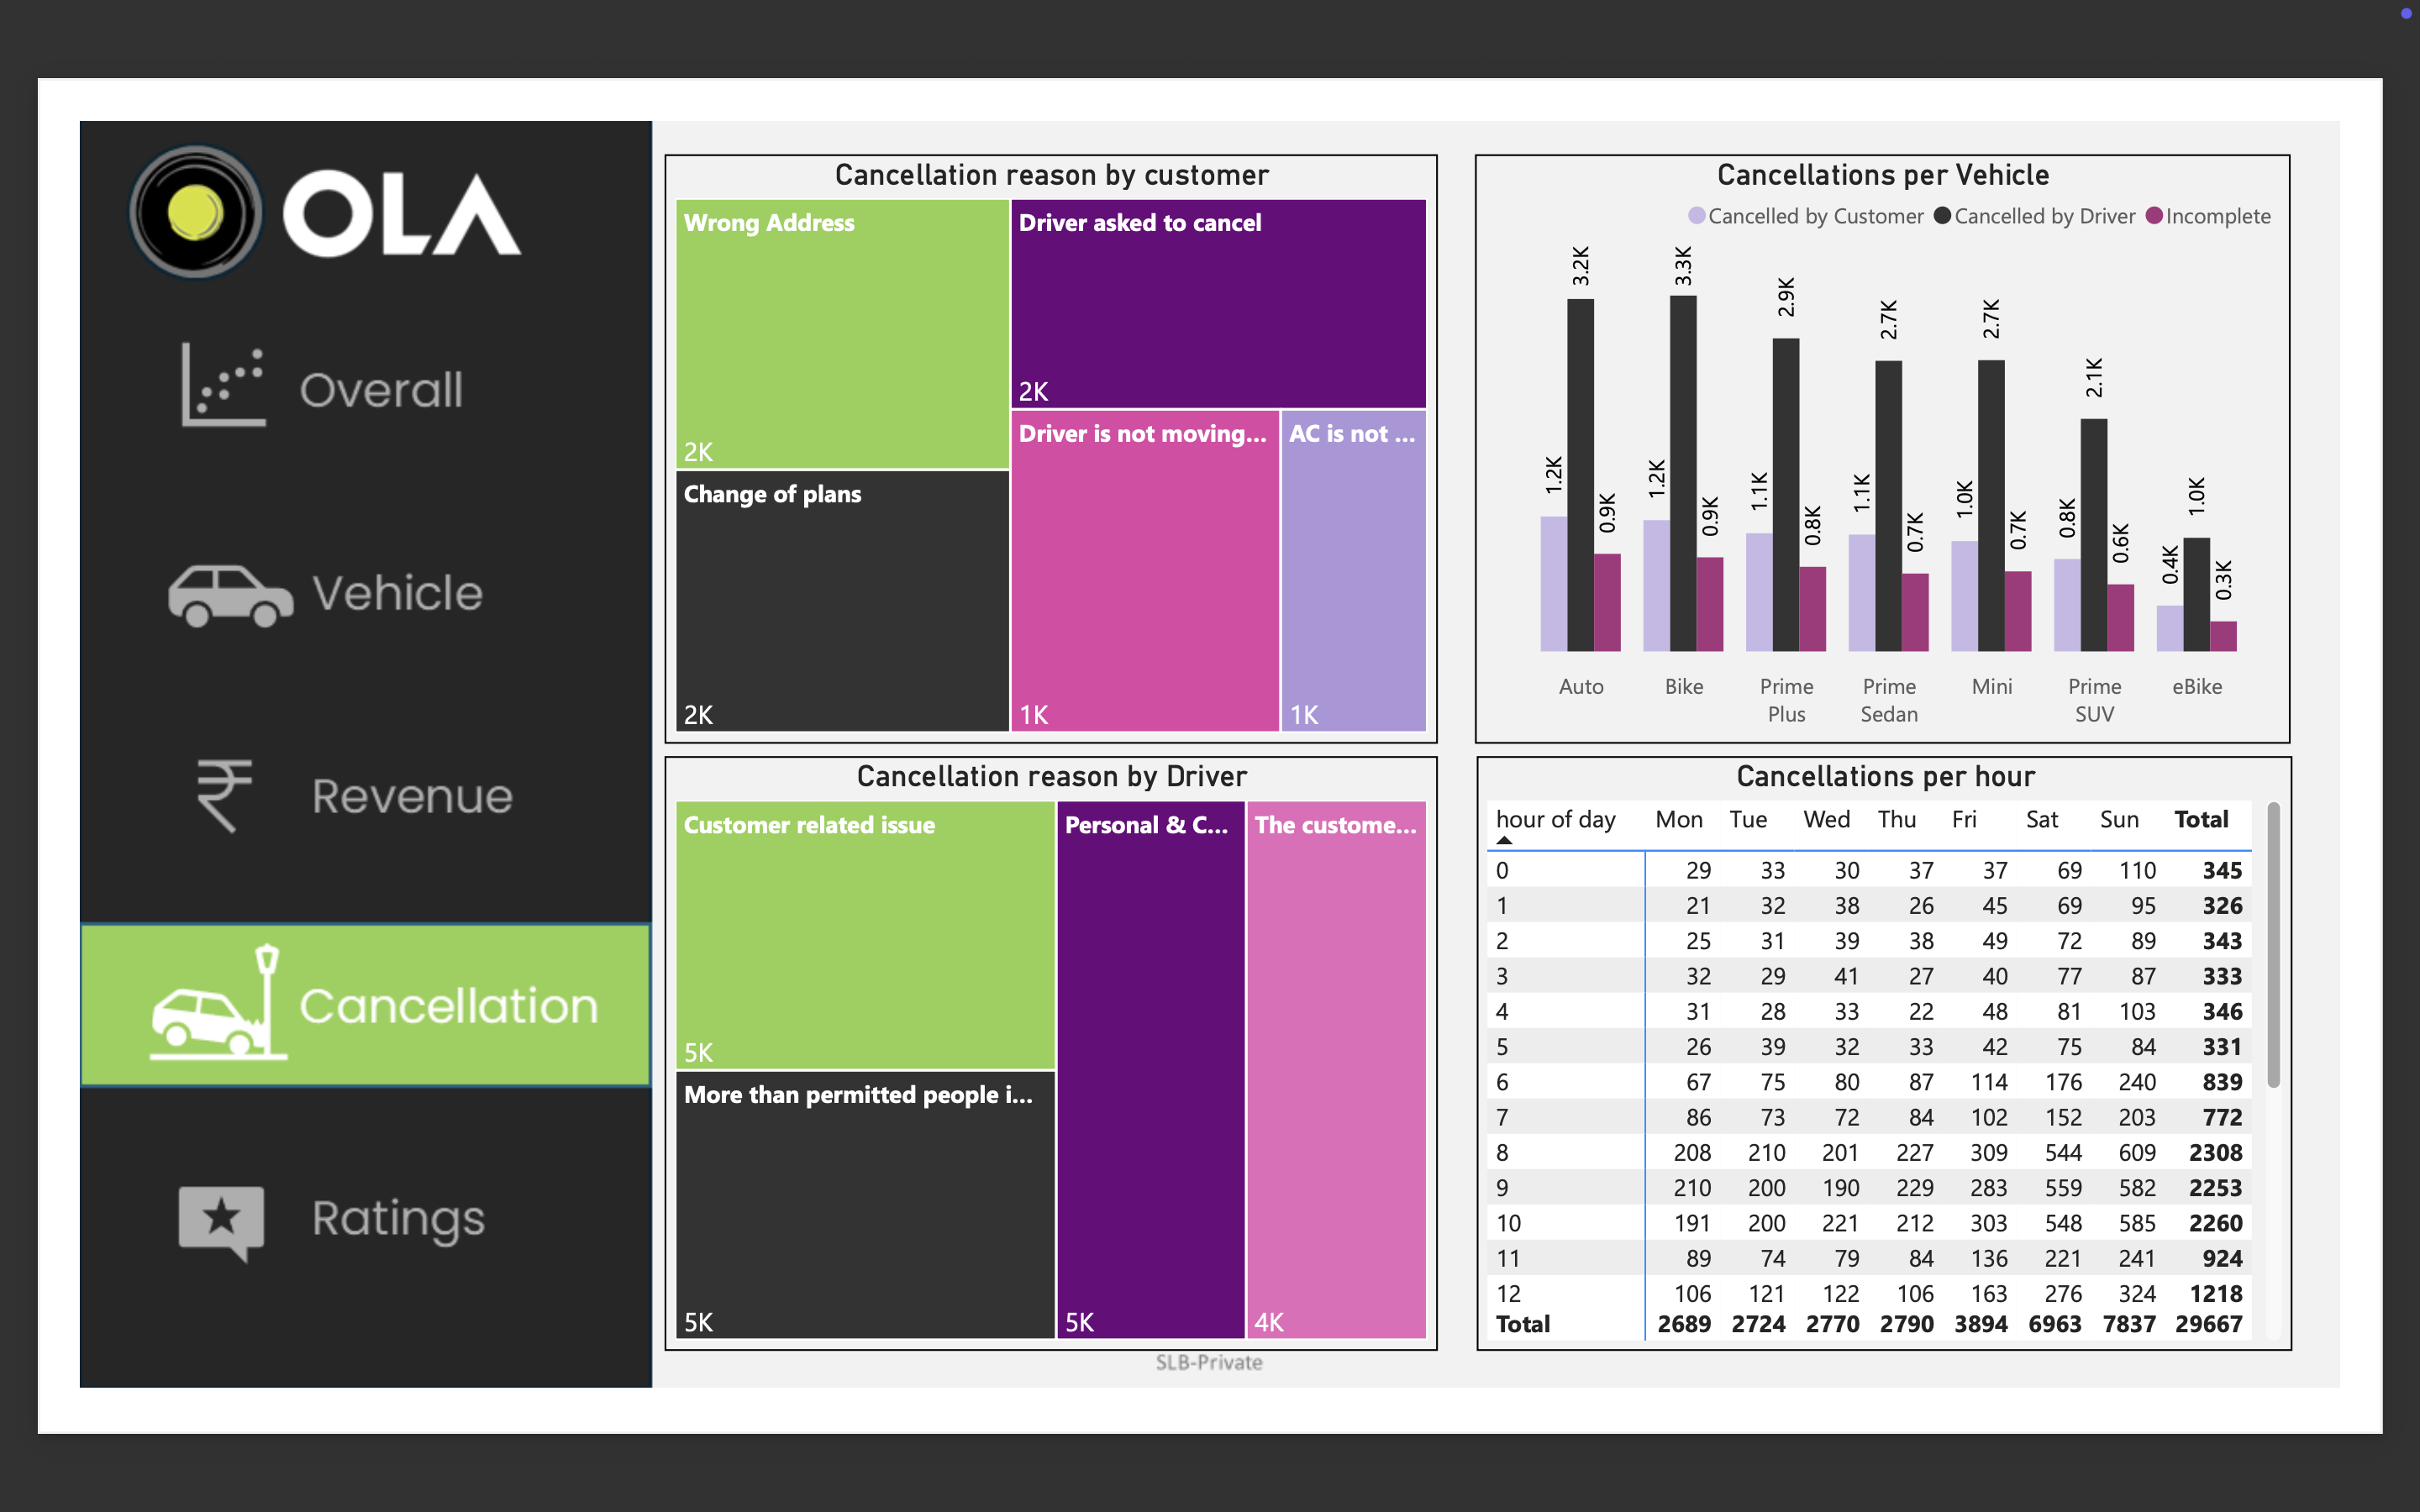 OLA
Overall
Vehicle
Revenue
Cancellation
Ratings
Cancellation reason by customer
Wrong Address
2K
Driver asked to cancel
2K
Change of plans
2K
Driver is not moving...
1K
AC is not ...
1K
Cancellations per Vehicle
Cancelled by Customer Cancelled by Driver Incomplete
1.2K 3.2K 0.9K
1.2K 3.3K 0.9K
1.1K 2.9K 0.8K
1.1K 2.7K 0.7K
1.0K 2.7K 0.7K
0.8K 2.1K 0.6K
0.4K 1.0K 0.3K
Auto Bike Prime Prime Mini Prime eBike
Plus Sedan SUV
Cancellation reason by Driver
Customer related issue
5K
More than permitted people i...
5K
Personal & C...
5K
The custome...
4K
Cancellations per hour
hour of day Mon Tue Wed Thu Fri Sat Sun Total
0 29 33 30 37 37 69 110 345
1 21 32 38 26 45 69 95 326
2 25 31 39 38 49 72 89 343
3 32 29 41 27 40 77 87 333
4 31 28 33 22 48 81 103 346
5 26 39 32 33 42 75 84 331
6 67 75 80 87 114 176 240 839
7 86 73 72 84 102 152 203 772
8 208 210 201 227 309 544 609 2308
9 210 200 190 229 283 559 582 2253
10 191 200 221 212 303 548 585 2260
11 89 74 79 84 136 221 241 924
12 106 121 122 106 163 276 324 1218
Total 2689 2724 2770 2790 3894 6963 7837 29667
SLB-Private